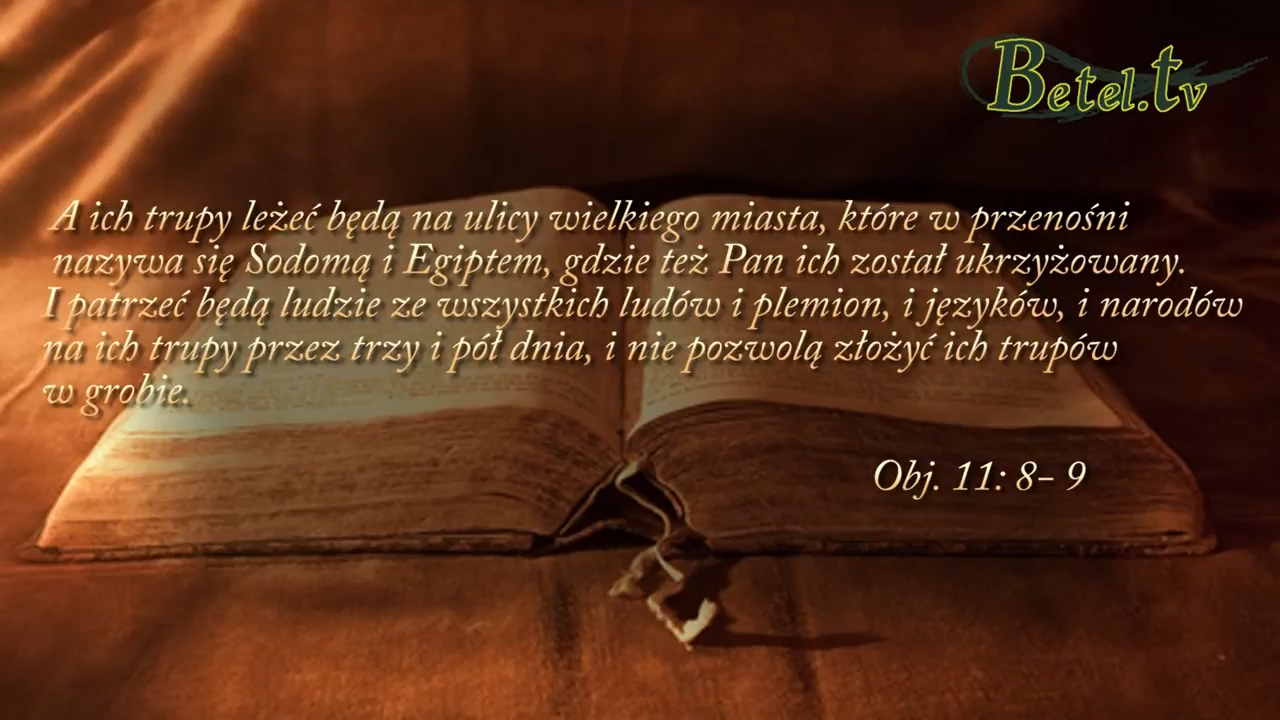 Betel.tv
A ich trupy leżeć będą na ulicy wielkiego miasta, które w przenośni
nazywa się Sodomą i Egiptem, gdzie też Pan ich został ukrzyżowany.
I patrzeć będą ludzie ze wszystkich ludów i plemion, i języków, i narodów
na ich trupy przez trzy i pół dnia, i nie pozwolą złożyć ich trupów
w grobie.
Obj. 11: 8– 9